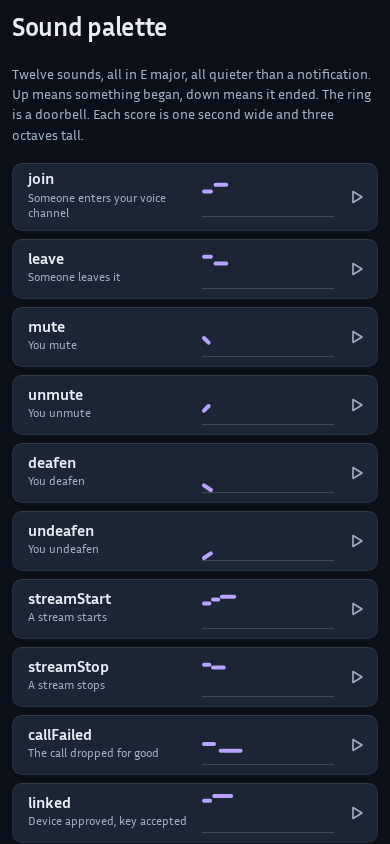 Sound palette
Twelve sounds, all in E major, all quieter than a notification.
Up means something began, down means it ended. The ring
is a doorbell. Each score is one second wide and three
octaves tall.
join
Someone enters your voice
channel
leave
Someone leaves it
mute
You mute
unmute
You unmute
deafen
You deafen
undeafen
You undeafen
streamStart
A stream starts
streamStop
A stream stops
callFailed
The call dropped for good
linked
Device approved, key accepted